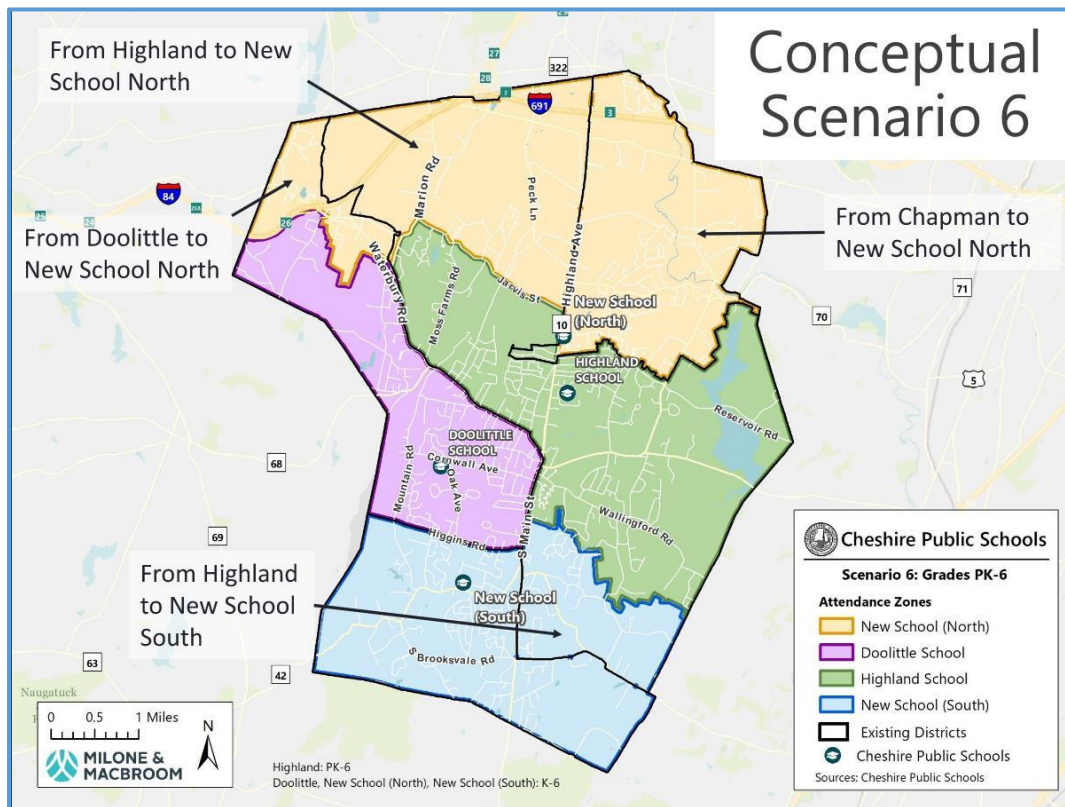 Conceptual
Scenario 6
From Highland to New
School North
From Doolittle to
New School North
From Chapman to
New School North
From Highland
to New School
South
29
27
28
322
691
3
84
25
24
25A
26
10
70
71
5
68
69
63
42
Marion Rd
Peck Ln
Highland Ave
Waterbury Rd
Moss Farms Rd
Jarvis St
New School
(North)
HIGHLAND
SCHOOL
Reservoir Rd
DOOLITTLE
SCHOOL
Cornwall Ave
Mountain Rd
Oak Ave
S Main St
Wallingford Rd
Higgins Rd
New School
(South)
S Brooksvale Rd
Naugatuck
0 0.5 1 Miles
N
MILONE &
MACBROOM
Highland: PK-6
Doolittle, New School (North), New School (South): K-6
Cheshire Public Schools
Scenario 6: Grades PK-6
Attendance Zones
New School (North)
Doolittle School
Highland School
New School (South)
Existing Districts
Cheshire Public Schools
Sources: Cheshire Public Schools